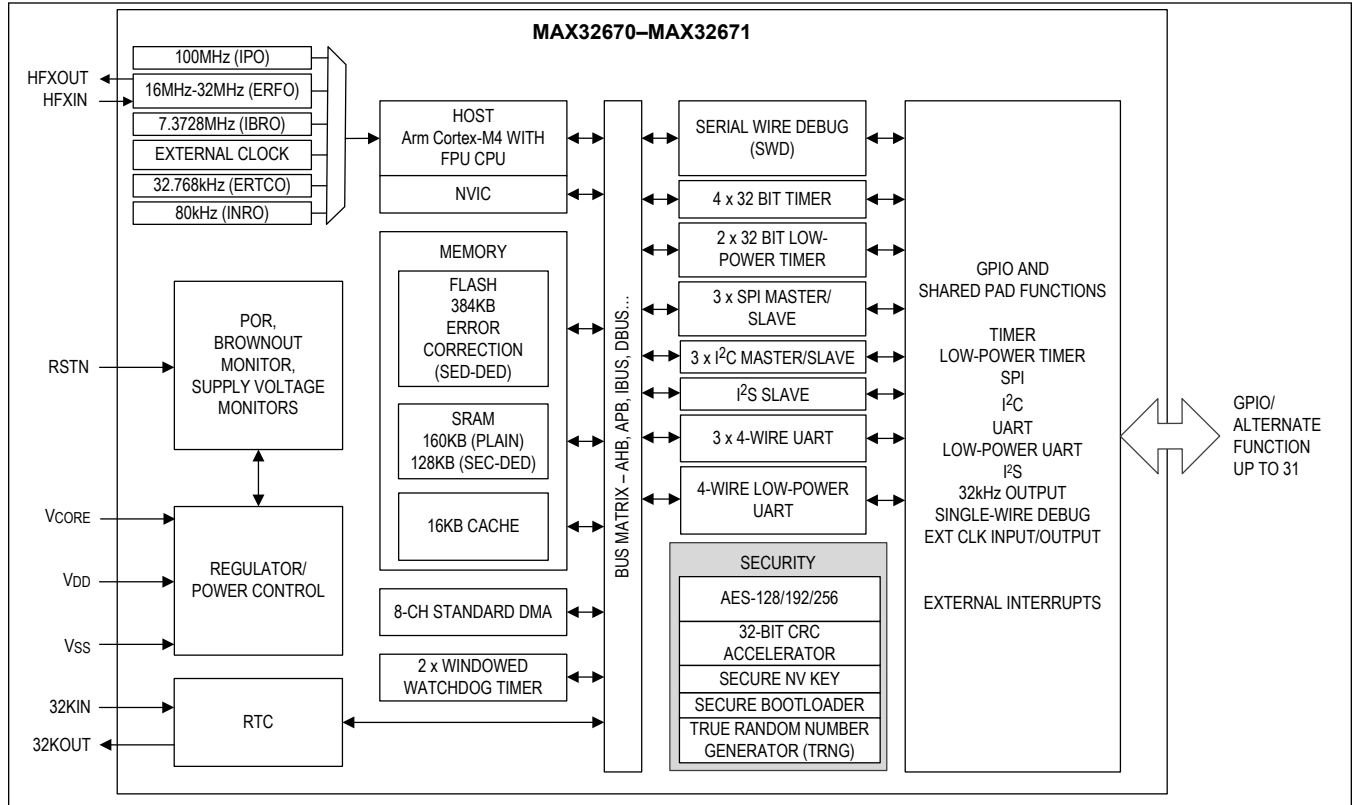 MAX32670–MAX32671
100MHz (IPO)
HFXOUT
HFXIN
16MHz-32MHz (ERFO)
7.3728MHz (IBRO)
EXTERNAL CLOCK
32.768kHz (ERTCO)
80kHz (INRO)
HOST
Arm Cortex-M4 WITH
FPU CPU
NVIC
MEMORY
FLASH
384KB
ERROR
CORRECTION
(SED-DED)
SRAM
160KB (PLAIN)
128KB (SEC-DED)
16KB CACHE
8-CH STANDARD DMA
2 x WINDOWED
WATCHDOG TIMER
RSTN
POR,
BROWNOUT
MONITOR,
SUPPLY VOLTAGE
MONITORS
VCORE
VDD
VSS
REGULATOR/
POWER CONTROL
32KIN
32KOUT
RTC
BUS MATRIX – AHB, APB, IBUS, DBUS...
SERIAL WIRE DEBUG
(SWD)
4 x 32 BIT TIMER
2 x 32 BIT LOW-
POWER TIMER
3 x SPI MASTER/
SLAVE
3 x I2C MASTER/SLAVE
I2S SLAVE
3 x 4-WIRE UART
4-WIRE LOW-POWER
UART
SECURITY
AES-128/192/256
32-BIT CRC
ACCELERATOR
SECURE NV KEY
SECURE BOOTLOADER
TRUE RANDOM NUMBER
GENERATOR (TRNG)
GPIO AND
SHARED PAD FUNCTIONS
TIMER
LOW-POWER TIMER
SPI
I2C
UART
LOW-POWER UART
I2S
32kHz OUTPUT
SINGLE-WIRE DEBUG
EXT CLK INPUT/OUTPUT
EXTERNAL INTERRUPTS
GPIO/
ALTERNATE
FUNCTION
UP TO 31